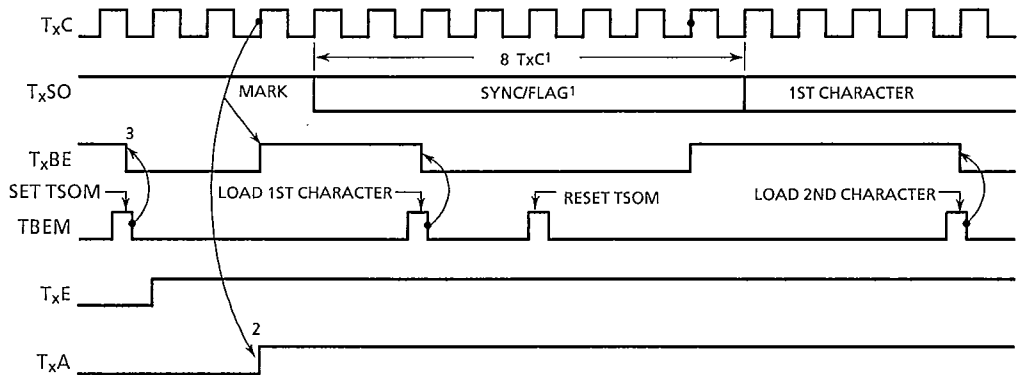 TxC
8 TxC1
TxSO
MARK
SYNC/FLAG1
1ST CHARACTER
3
TxBE
SET TSOM
LOAD 1ST CHARACTER
RESET TSOM
LOAD 2ND CHARACTER
TBEM
TxE
2
TxA